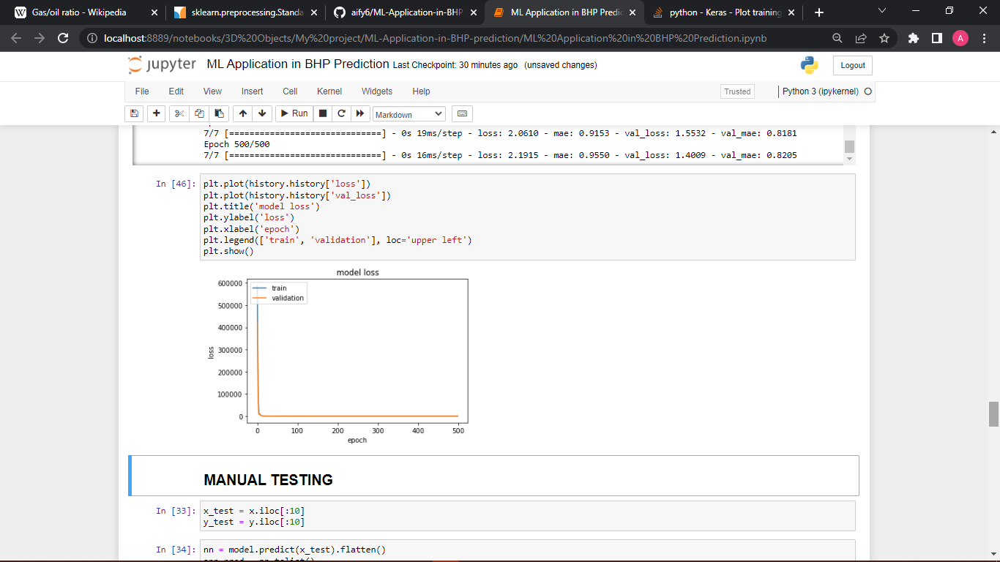 Gas/oil ratio - Wikipedia
sklearn.preprocessing.Standa
aify6/ML-Application-in-BHP
ML Application in BHP Predic
python - Keras - Plot training
localhost:8889/notebooks/3D%20Objects/My%20project/ML-Application-in-BHP-prediction/ML%20Application%20in%20BHP%20Prediction.ipynb
A
jupyter ML Application in BHP Prediction Last Checkpoint: 30 minutes ago (unsaved changes)
Logout
File Edit View Insert Cell Kernel Widgets Help
Trusted
Python 3 (ipykernel)
Run
Markdown
7/7 [==============================] - 0s 19ms/step - loss: 2.0610 - mae: 0.9153 - val_loss: 1.5532 - val_mae: 0.8181
Epoch 500/500
7/7 [==============================] - 0s 16ms/step - loss: 2.1915 - mae: 0.9550 - val_loss: 1.4009 - val_mae: 0.8205
In [46]: plt.plot(history.history['loss'])
plt.plot(history.history['val_loss'])
plt.title('model loss')
plt.ylabel('loss')
plt.xlabel('epoch')
plt.legend(['train', 'validation'], loc='upper left')
plt.show()
model loss
train
validation
600000
500000
400000
300000
200000
100000
0
loss
0 100 200 300 400 500
epoch
MANUAL TESTING
In [33]: x_test = x.iloc[:10]
y_test = y.iloc[:10]
In [34]: nn = model.predict(x_test).flatten()